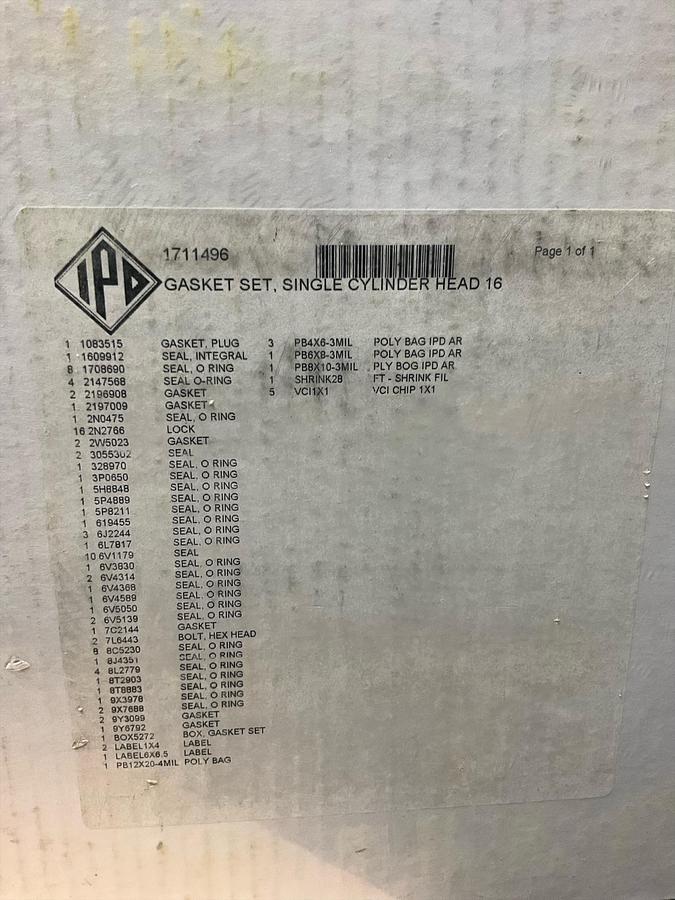 IPD
1711496
Page 1 of 1
GASKET SET, SINGLE CYLINDER HEAD 16
1 1083515 GASKET, PLUG 3 PB4X6-3MIL POLY BAG IPD AR
1 1609912 SEAL, INTEGRAL 1 PB6X8-3MIL POLY BAG IPD AR
8 1708690 SEAL, O RING 1 PB8X10-3MIL PLY BOG IPD AR
4 2147568 SEAL O-RING 1 SHRINK28 FT - SHRINK FIL
2 2196908 GASKET 5 VCI1X1 VCI CHIP 1X1
1 2197009 GASKET
1 2N0475 SEAL, O RING
16 2N2766 LOCK
2 2W5023 GASKET
2 3055302 SEAL
1 328970 SEAL, O RING
1 3P0650 SEAL, O RING
1 5H8848 SEAL, O RING
1 5P4889 SEAL, O RING
1 5P8211 SEAL, O RING
1 619455 SEAL, O RING
3 6J2244 SEAL, O RING
1 6L7817 SEAL, O RING
10 6V1179 SEAL
1 6V3830 SEAL, O RING
2 6V4314 SEAL, O RING
1 6V4368 SEAL, O RING
1 6V4589 SEAL, O RING
1 6V5050 SEAL, O RING
2 6V5139 SEAL, O RING
1 7C2144 GASKET
2 7L6443 BOLT, HEX HEAD
8 8C5230 SEAL, O RING
1 8J4351 SEAL, O RING
4 8L2779 SEAL, O RING
1 8T2903 SEAL, O RING
1 8T8883 SEAL, O RING
1 9X3978 SEAL, O RING
2 9X7688 SEAL, O RING
2 9Y3099 GASKET
1 9Y6792 GASKET
1 BOX5272 BOX, GASKET SET
2 LABEL1X4 LABEL
1 LABEL6X6.5 LABEL
1 PB12X20-4MIL POLY BAG